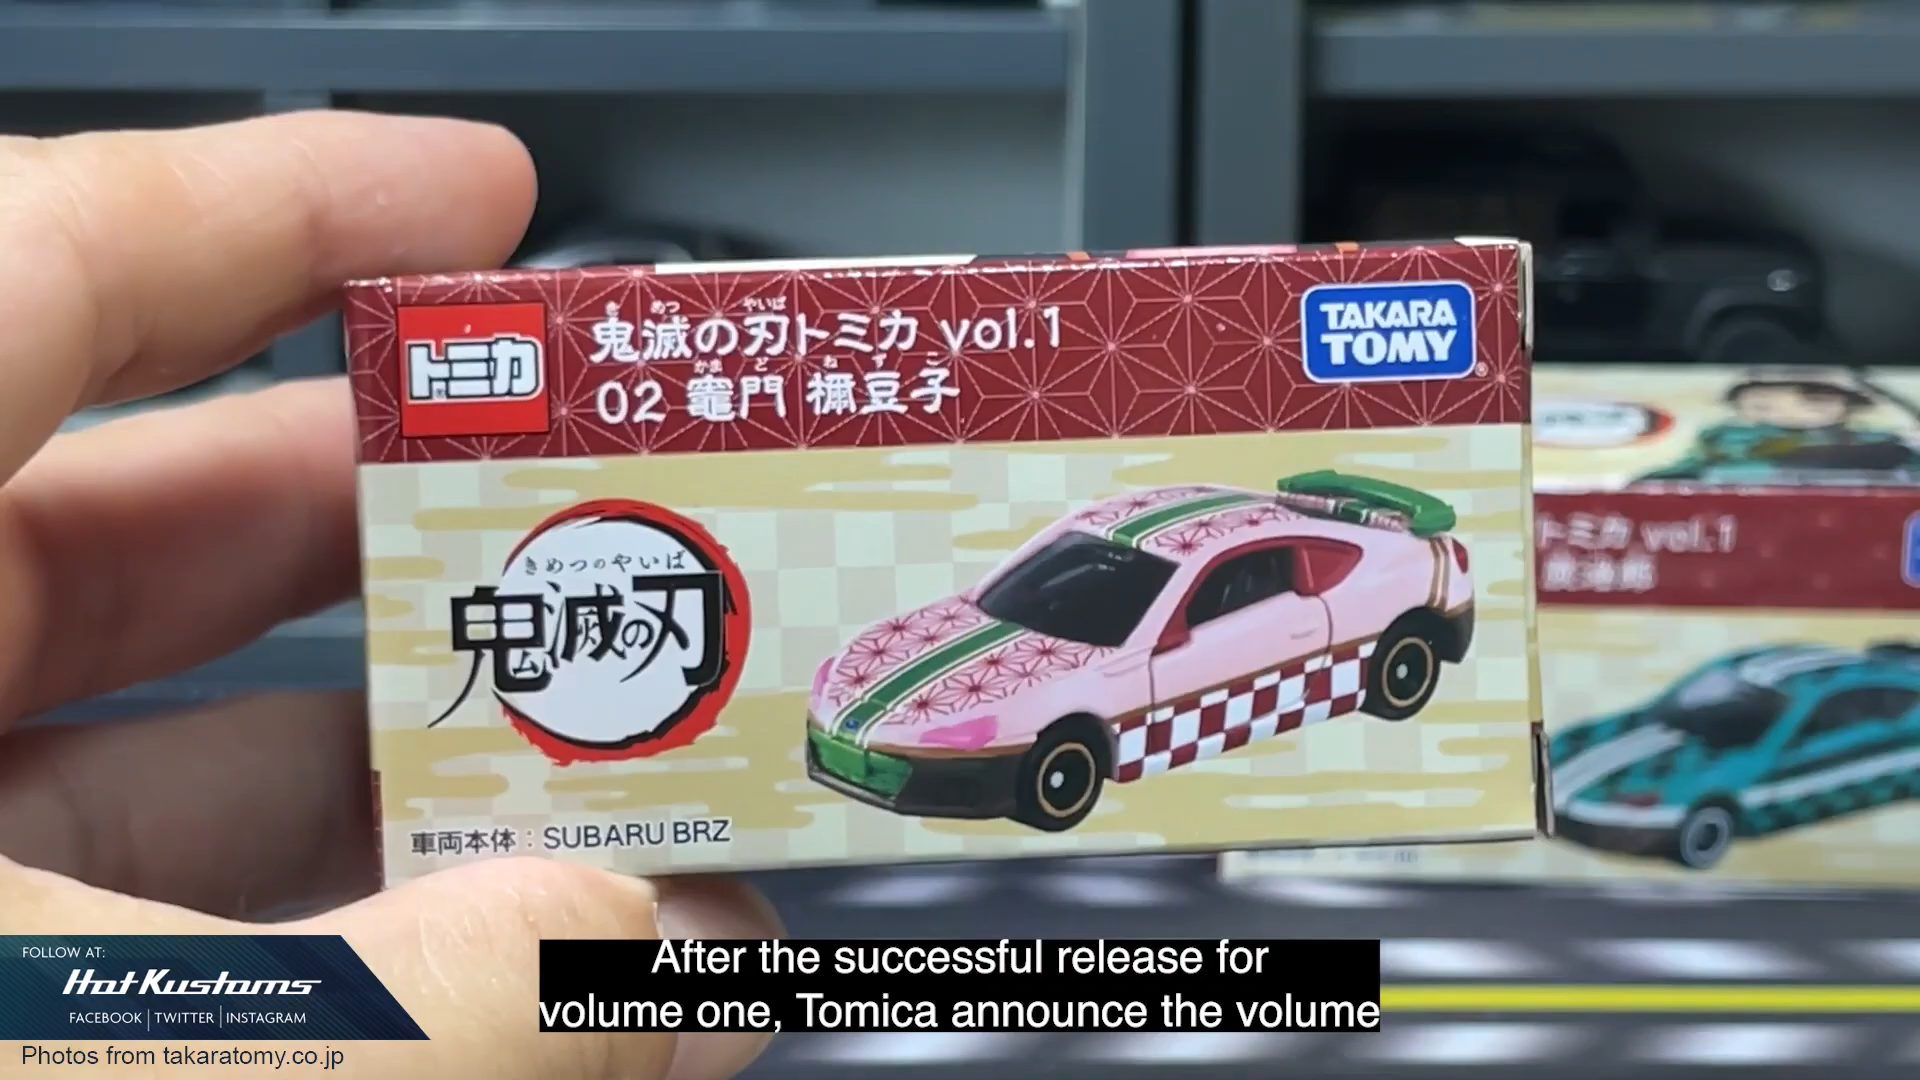 トミカ
き めつ やいば
鬼滅の刃トミカ vol.1
かま ど ね ず こ
02 竈門 禰豆子
TAKARA
TOMY
きめつのやいば
鬼滅の刃
車両本体：SUBARU BRZ
トミカ vol.1
FOLLOW AT:
HotKustoms
FACEBOOK | TWITTER | INSTAGRAM
Photos from takaratomy.co.jp
After the successful release for
volume one, Tomica announce the volume